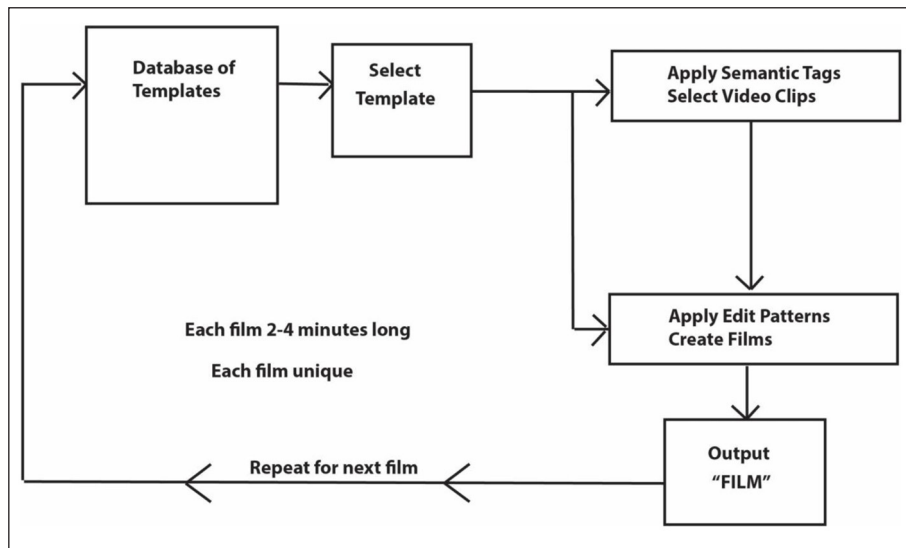 Database of
Templates
Select
Template
Apply Semantic Tags
Select Video Clips
Apply Edit Patterns
Create Films
Each film 2-4 minutes long
Each film unique
Output
“FILM”
Repeat for next film